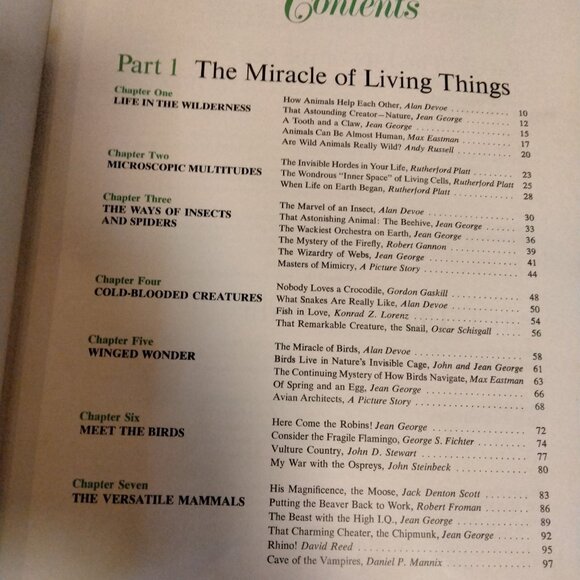 Contents
Part 1 The Miracle of Living Things
Chapter One
LIFE IN THE WILDERNESS
How Animals Help Each Other, Alan Devoe . . . . . . . . . . . . . 10
That Astounding Creator—Nature, Jean George . . . . . . . . . . 12
A Tooth and a Claw, Jean George . . . . . . . . . . . . . . . . . . 15
Animals Can Be Almost Human, Max Eastman . . . . . . . . . . . 17
Are Wild Animals Really Wild? Andy Russell . . . . . . . . . . . 20
Chapter Two
MICROSCOPIC MULTITUDES
The Invisible Hordes in Your Life, Rutherford Platt . . . . . . . 23
The Wondrous "Inner Space" of Living Cells, Rutherford Platt 25
When Life on Earth Began, Rutherford Platt . . . . . . . . . . . 28
Chapter Three
THE WAYS OF INSECTS
AND SPIDERS
The Marvel of an Insect, Alan Devoe . . . . . . . . . . . . . . . 30
That Astonishing Animal: The Beehive, Jean George . . . . . . . 33
The Wackiest Orchestra on Earth, Jean George . . . . . . . . . . 36
The Mystery of the Firefly, Robert Gannon . . . . . . . . . . . . 39
The Wizardry of Webs, Jean George . . . . . . . . . . . . . . . . 41
Masters of Mimicry, A Picture Story . . . . . . . . . . . . . . . 44
Chapter Four
COLD-BLOODED CREATURES
Nobody Loves a Crocodile, Gordon Gaskill . . . . . . . . . . . . 48
What Snakes Are Really Like, Alan Devoe . . . . . . . . . . . . . 50
Fish in Love, Konrad Z. Lorenz . . . . . . . . . . . . . . . . . . 54
That Remarkable Creature, the Snail, Oscar Schisgall . . . . . . 56
Chapter Five
WINGED WONDER
The Miracle of Birds, Alan Devoe . . . . . . . . . . . . . . . . . 58
Birds Live in Nature's Invisible Cage, John and Jean George 61
The Continuing Mystery of How Birds Navigate, Max Eastman 63
Of Spring and an Egg, Jean George . . . . . . . . . . . . . . . . 66
Avian Architects, A Picture Story . . . . . . . . . . . . . . . . . 68
Chapter Six
MEET THE BIRDS
Here Come the Robins! Jean George . . . . . . . . . . . . . . . . 72
Consider the Fragile Flamingo, George S. Fichter . . . . . . . . 74
Vulture Country, John D. Stewart . . . . . . . . . . . . . . . . . 77
My War with the Ospreys, John Steinbeck . . . . . . . . . . . . . 80
Chapter Seven
THE VERSATILE MAMMALS
His Magnificence, the Moose, Jack Denton Scott . . . . . . . . . 83
Putting the Beaver Back to Work, Robert Froman . . . . . . . . . 86
The Beast with the High I.Q., Jean George . . . . . . . . . . . . 89
That Charming Cheater, the Chipmunk, Jean George . . . . . . . 92
Rhino! David Reed . . . . . . . . . . . . . . . . . . . . . . . . . 95
Cave of the Vampires, Daniel P. Mannix . . . . . . . . . . . . . 97